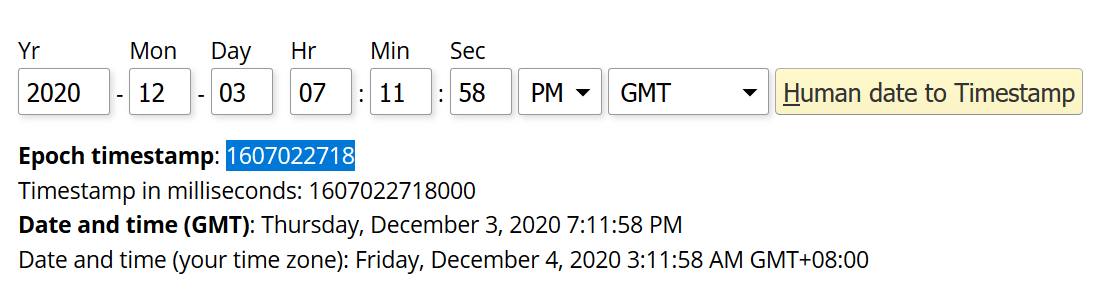 Yr Mon Day Hr Min Sec
2020 - 12 - 03 07 : 11 : 58 PM GMT Human date to Timestamp
Epoch timestamp: 1607022718
Timestamp in milliseconds: 1607022718000
Date and time (GMT): Thursday, December 3, 2020 7:11:58 PM
Date and time (your time zone): Friday, December 4, 2020 3:11:58 AM GMT+08:00